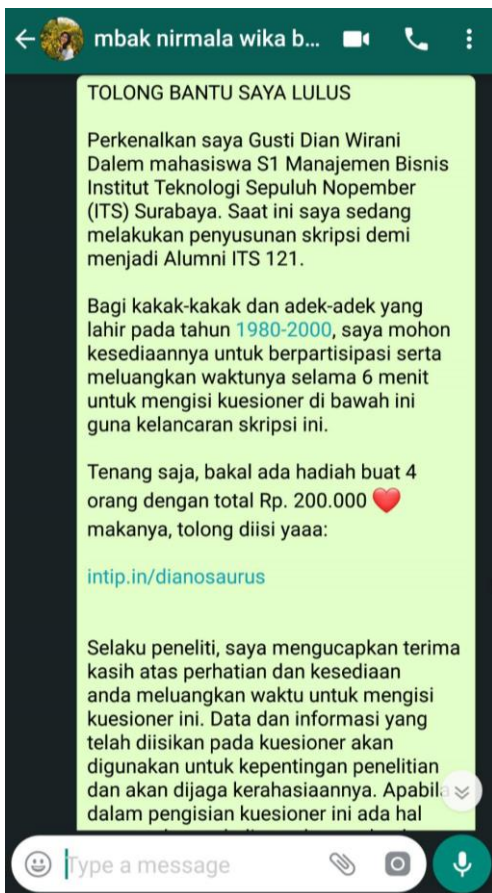 mbak nirmala wika b...
TOLONG BANTU SAYA LULUS
Perkenalkan saya Gusti Dian Wirani
Dalem mahasiswa S1 Manajemen Bisnis
Institut Teknologi Sepuluh Nopember
(ITS) Surabaya. Saat ini saya sedang
melakukan penyusunan skripsi demi
menjadi Alumni ITS 121.
Bagi kakak-kakak dan adek-adek yang
lahir pada tahun 1980-2000, saya mohon
kesediaannya untuk berpartisipasi serta
meluangkan waktunya selama 6 menit
untuk mengisi kuesioner di bawah ini
guna kelancaran skripsi ini.
Tenang saja, bakal ada hadiah buat 4
orang dengan total Rp. 200.000 ❤️
makanya, tolong diisi yaaa:
intip.in/dianosaurus
Selaku peneliti, saya mengucapkan terima
kasih atas perhatian dan kesediaan
anda meluangkan waktu untuk mengisi
kuesioner ini. Data dan informasi yang
telah diisikan pada kuesioner akan
digunakan untuk kepentingan penelitian
dan akan dijaga kerahasiaannya. Apabila
dalam pengisian kuesioner ini ada hal
Type a message